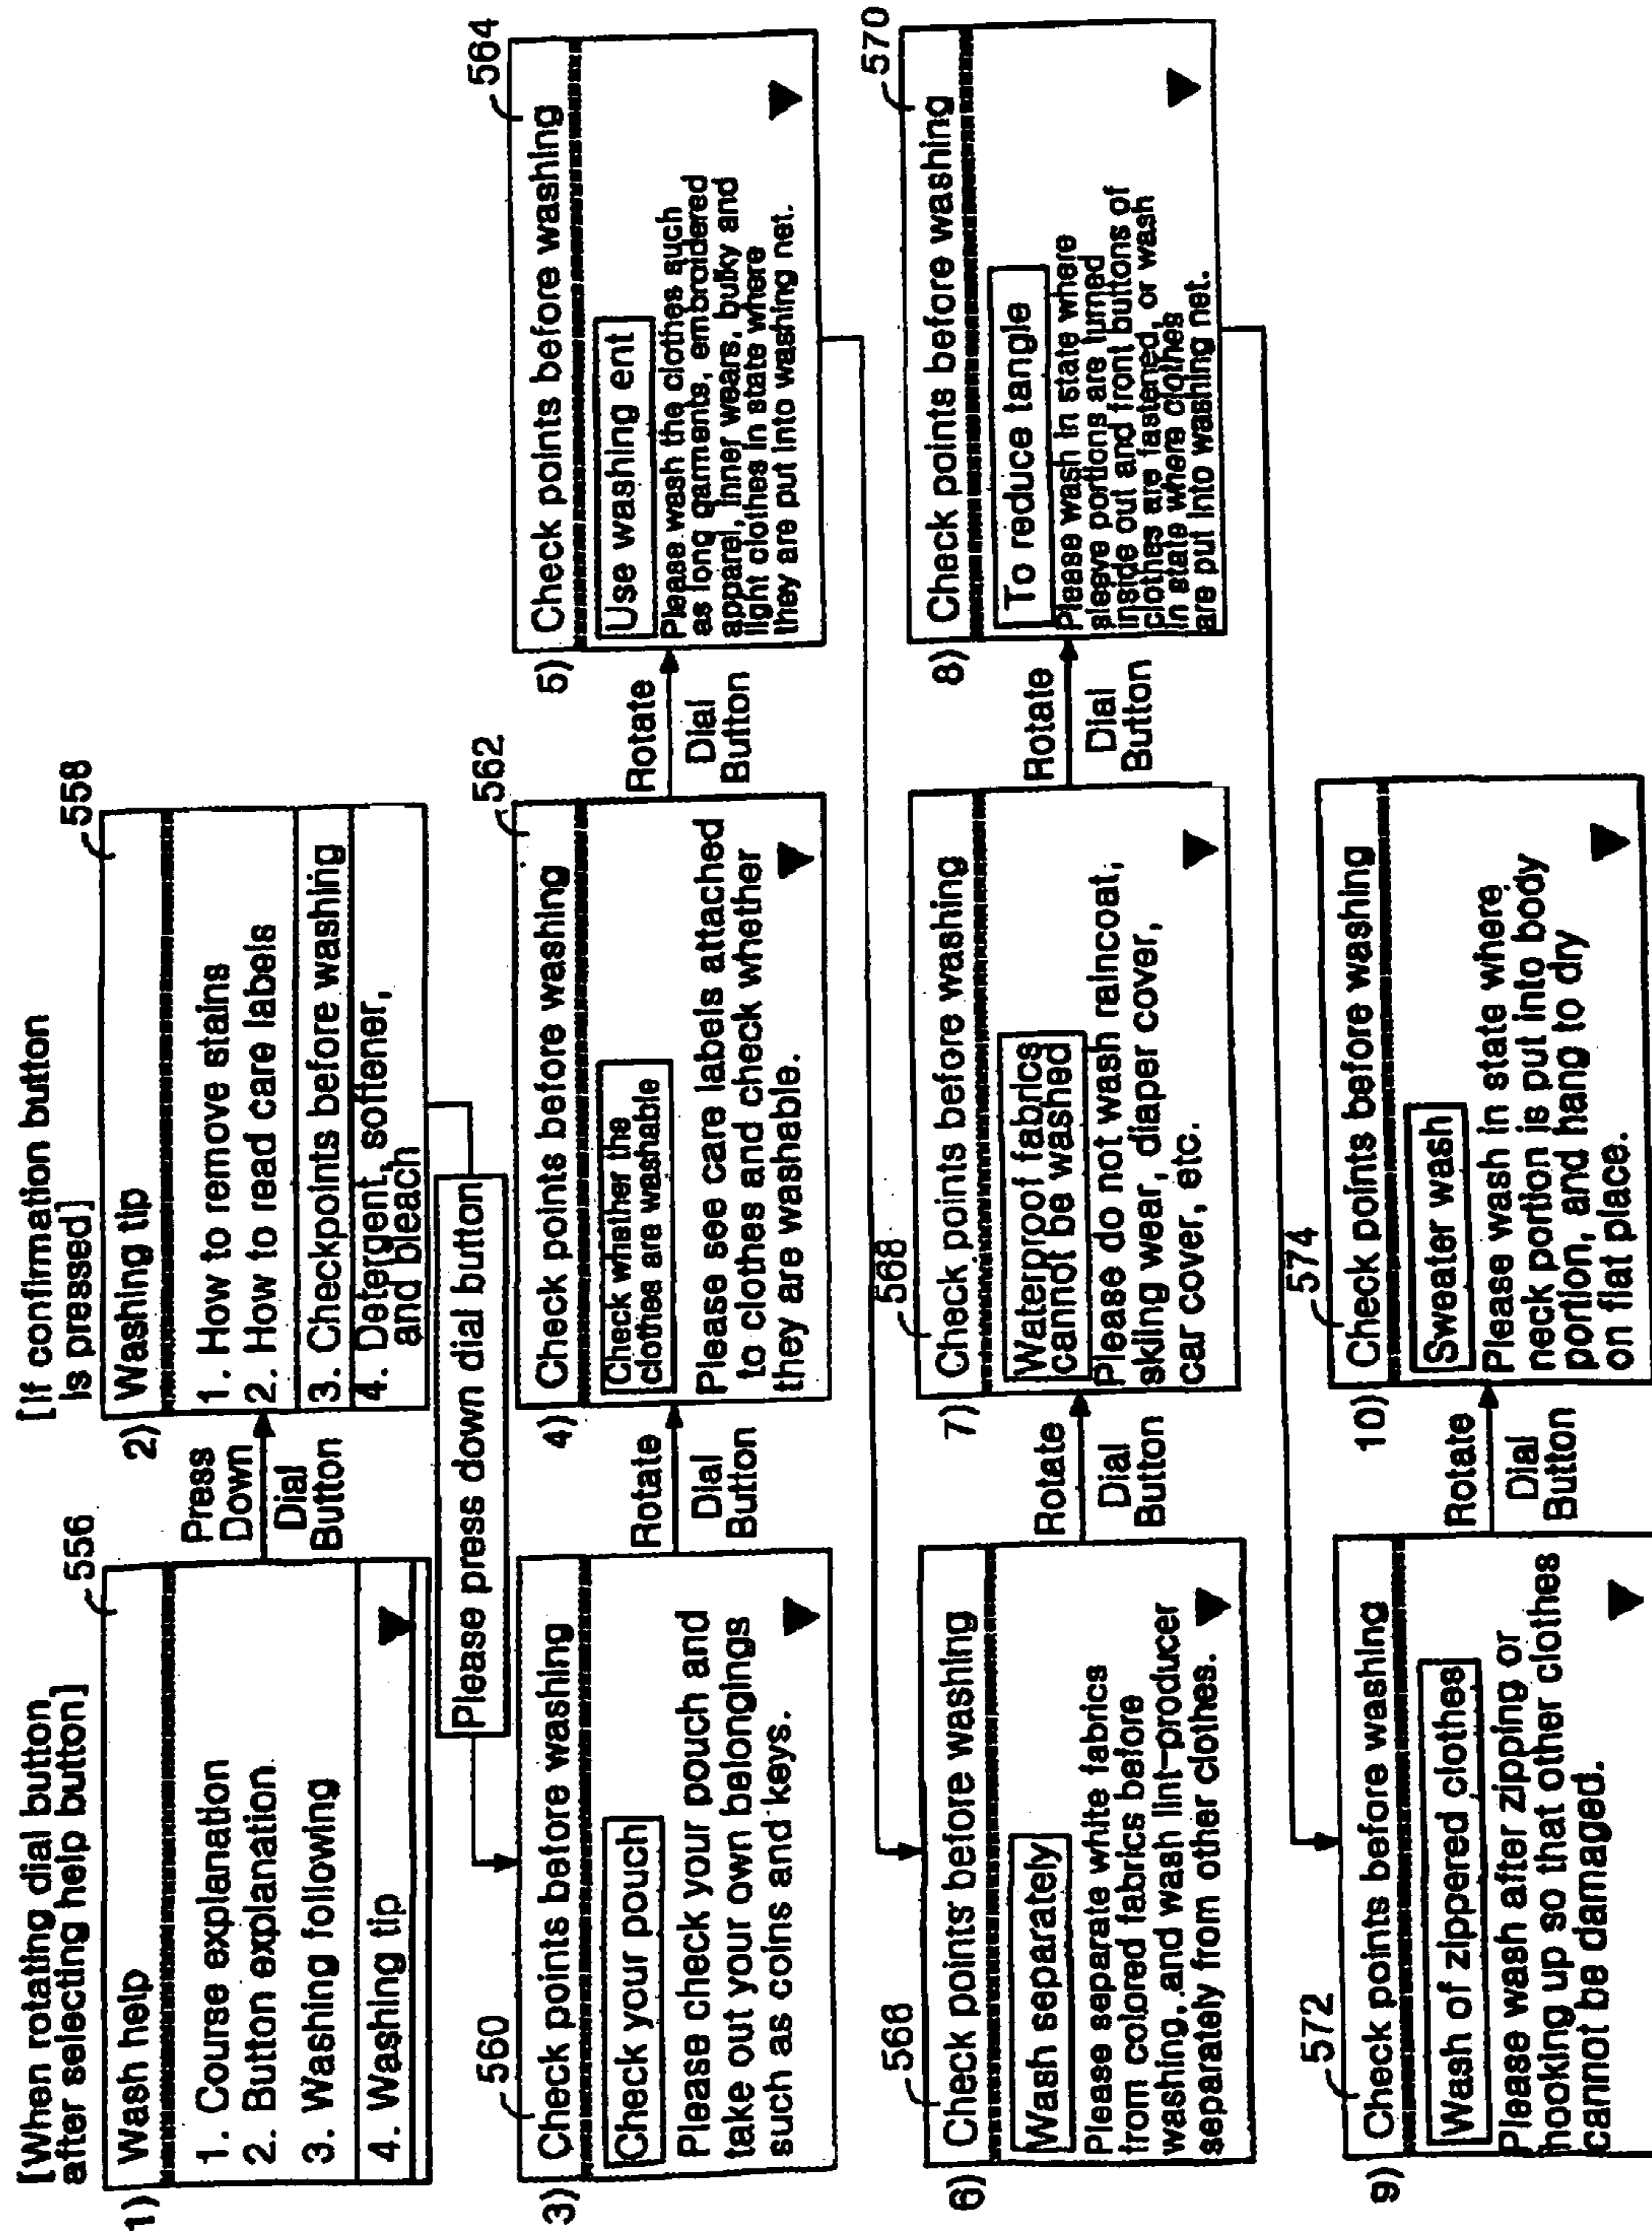 [When rotating dial button
after selecting help button]
1)
556
Wash help
1. Course explanation
2. Button explanation
3. Washing following
4. Washing tip
Press
Down
Dial
Button
[If confirmation button
is pressed]
2)
558
Washing tip
1. How to remove stains
2. How to read care labels
3. Checkpoints before washing
4. Detergent, softener,
and bleach
Please press down dial button
3)
560
Check points before washing
Check your pouch
Please check your pouch and
take out your own belongings
such as coins and keys.
Rotate
Dial
Button
4)
562
Check points before washing
Check whether the
clothes are washable
Please see care labels attached
to clothes and check whether
they are washable.
Rotate
Dial
Button
5)
564
Check points before washing
Use washing ent
Please wash the clothes such
as long garments, embroidered
apparel, inner wears, bulky and
light clothes in state where
they are put into washing net.
6)
566
Check points before washing
Wash separately
Please separate white fabrics
from colored fabrics before
washing, and wash lint-producer
separately from other clothes.
Rotate
Dial
Button
7)
568
Check points before washing
Waterproof fabrics
cannot be washed
Please do not wash raincoat,
skiing wear, diaper cover,
car cover, etc.
Rotate
Dial
Button
8)
570
Check points before washing
To reduce tangle
Please wash in state where
sleeve portions are turned
inside out and front buttons of
clothes are fastened, or wash
in state where clothes
are put into washing net.
9)
572
Check points before washing
Wash of zippered clothes
Please wash after zipping or
hooking up so that other clothes
cannot be damaged.
Rotate
Dial
Button
10)
574
Check points before washing
Sweater wash
Please wash in state where
neck portion is put into body
portion, and hang to dry
on flat place.